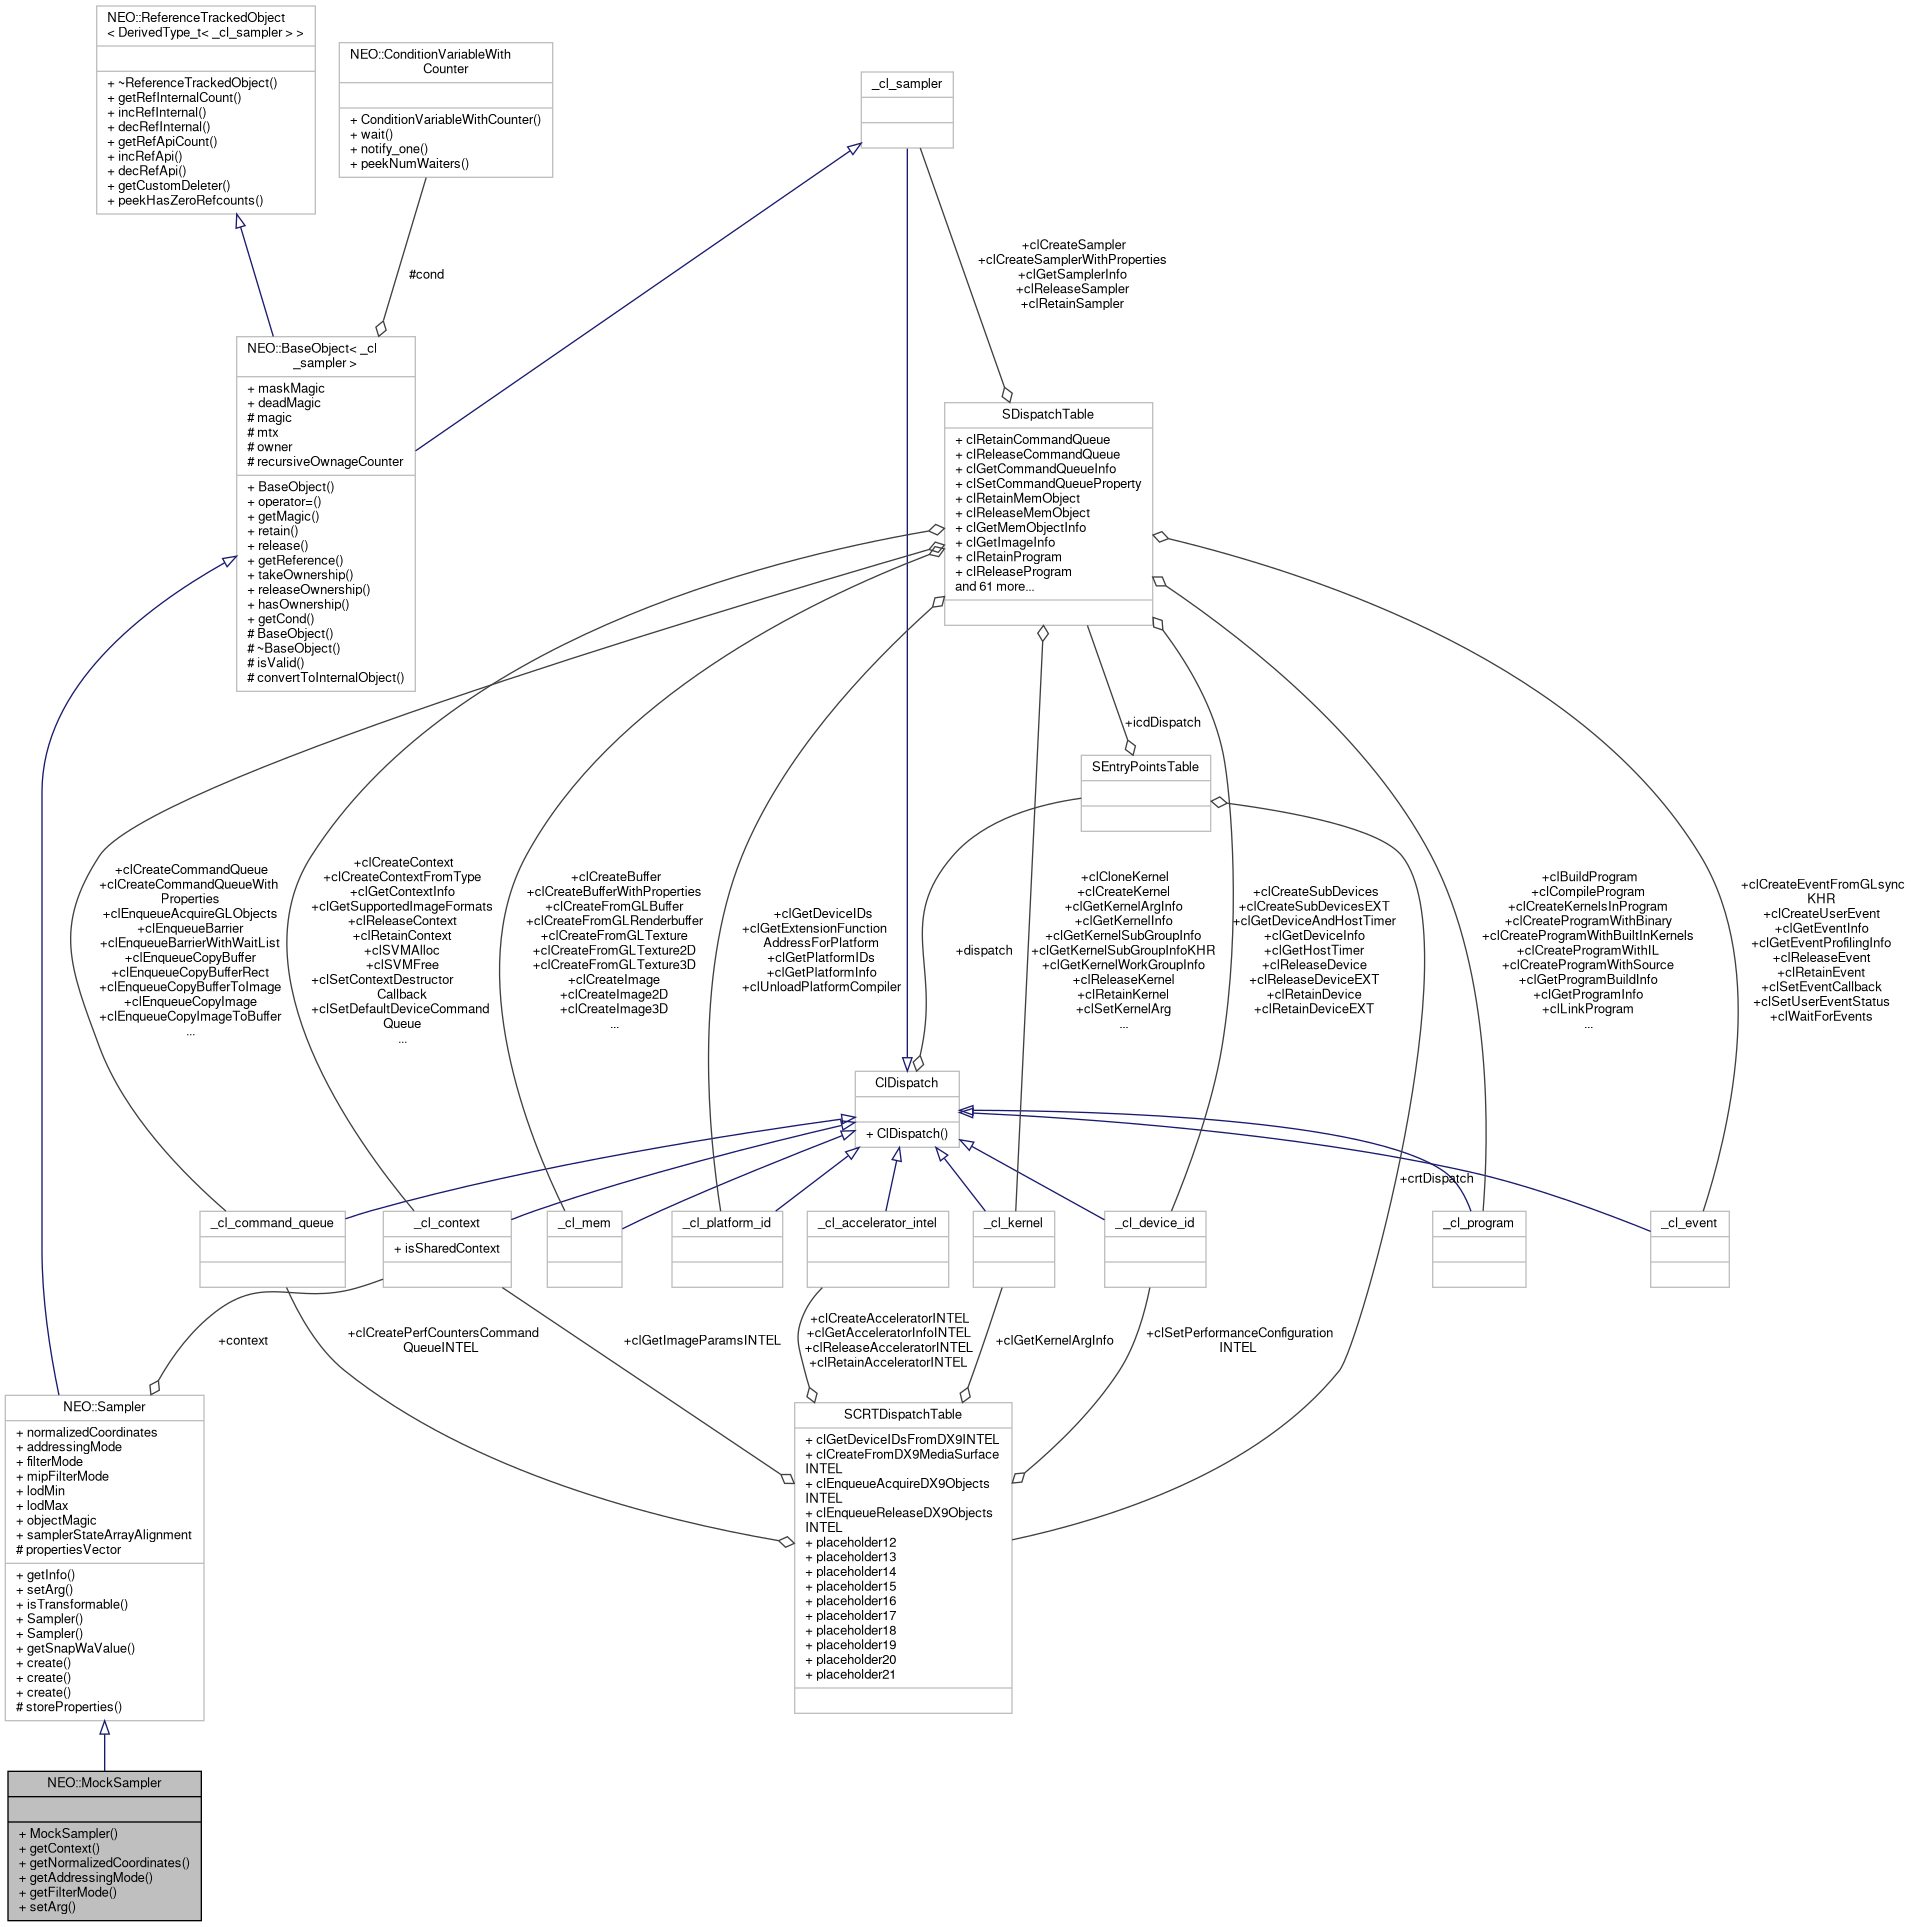 NEO::ReferenceTrackedObject
< DerivedType_t< _cl_sampler > >
+ ~ReferenceTrackedObject()
+ getRefInternalCount()
+ incRefInternal()
+ decRefInternal()
+ getRefApiCount()
+ incRefApi()
+ decRefApi()
+ getCustomDeleter()
+ peekHasZeroRefcounts()
NEO::ConditionVariableWith
Counter
+ ConditionVariableWithCounter()
+ wait()
+ notify_one()
+ peekNumWaiters()
_cl_sampler
#cond
+clCreateSampler
+clCreateSamplerWithProperties
+clGetSamplerInfo
+clReleaseSampler
+clRetainSampler
NEO::BaseObject< _cl
_sampler >
+ maskMagic
+ deadMagic
# magic
# mtx
# owner
# recursiveOwnageCounter
+ BaseObject()
+ operator=()
+ getMagic()
+ retain()
+ release()
+ getReference()
+ takeOwnership()
+ releaseOwnership()
+ hasOwnership()
+ getCond()
# BaseObject()
# ~BaseObject()
# isValid()
# convertToInternalObject()
SDispatchTable
+ clRetainCommandQueue
+ clReleaseCommandQueue
+ clGetCommandQueueInfo
+ clSetCommandQueueProperty
+ clRetainMemObject
+ clReleaseMemObject
+ clGetMemObjectInfo
+ clGetImageInfo
+ clRetainProgram
+ clReleaseProgram
and 61 more...
+icdDispatch
SEntryPointsTable
+clCreateCommandQueue
+clCreateCommandQueueWith
Properties
+clEnqueueAcquireGLObjects
+clEnqueueBarrier
+clEnqueueBarrierWithWaitList
+clEnqueueCopyBuffer
+clEnqueueCopyBufferRect
+clEnqueueCopyBufferToImage
+clEnqueueCopyImage
+clEnqueueCopyImageToBuffer
...
+clCreateContext
+clCreateContextFromType
+clGetContextInfo
+clGetSupportedImageFormats
+clReleaseContext
+clRetainContext
+clSVMAlloc
+clSVMFree
+clSetContextDestructor
Callback
+clSetDefaultDeviceCommand
Queue
...
+clCreateBuffer
+clCreateBufferWithProperties
+clCreateFromGLBuffer
+clCreateFromGLRenderbuffer
+clCreateFromGLTexture
+clCreateFromGLTexture2D
+clCreateFromGLTexture3D
+clCreateImage
+clCreateImage2D
+clCreateImage3D
...
+clGetDeviceIDs
+clGetExtensionFunction
AddressForPlatform
+clGetPlatformIDs
+clGetPlatformInfo
+clUnloadPlatformCompiler
+dispatch
+clCloneKernel
+clCreateKernel
+clGetKernelArgInfo
+clGetKernelInfo
+clGetKernelSubGroupInfo
+clGetKernelSubGroupInfoKHR
+clGetKernelWorkGroupInfo
+clReleaseKernel
+clRetainKernel
+clSetKernelArg
...
+clCreateSubDevices
+clCreateSubDevicesEXT
+clGetDeviceAndHostTimer
+clGetDeviceInfo
+clGetHostTimer
+clReleaseDevice
+clReleaseDeviceEXT
+clRetainDevice
+clRetainDeviceEXT
+clBuildProgram
+clCompileProgram
+clCreateKernelsInProgram
+clCreateProgramWithBinary
+clCreateProgramWithBuiltInKernels
+clCreateProgramWithIL
+clCreateProgramWithSource
+clGetProgramBuildInfo
+clGetProgramInfo
+clLinkProgram
...
+clCreateEventFromGLsync
KHR
+clCreateUserEvent
+clGetEventInfo
+clGetEventProfilingInfo
+clReleaseEvent
+clRetainEvent
+clSetEventCallback
+clSetUserEventStatus
+clWaitForEvents
ClDispatch
+ ClDispatch()
+crtDispatch
_cl_command_queue
_cl_context
+ isSharedContext
_cl_mem
_cl_platform_id
_cl_accelerator_intel
_cl_kernel
_cl_device_id
_cl_program
_cl_event
+context
+clCreatePerfCountersCommand
QueueINTEL
+clGetImageParamsINTEL
+clCreateAcceleratorINTEL
+clGetAcceleratorInfoINTEL
+clReleaseAcceleratorINTEL
+clRetainAcceleratorINTEL
+clGetKernelArgInfo
+clSetPerformanceConfiguration
INTEL
NEO::Sampler
+ normalizedCoordinates
+ addressingMode
+ filterMode
+ mipFilterMode
+ lodMin
+ lodMax
+ objectMagic
+ samplerStateArrayAlignment
# propertiesVector
+ getInfo()
+ setArg()
+ isTransformable()
+ Sampler()
+ Sampler()
+ getSnapWaValue()
+ create()
+ create()
+ create()
# storeProperties()
SCRTDispatchTable
+ clGetDeviceIDsFromDX9INTEL
+ clCreateFromDX9MediaSurface
INTEL
+ clEnqueueAcquireDX9Objects
INTEL
+ clEnqueueReleaseDX9Objects
INTEL
+ placeholder12
+ placeholder13
+ placeholder14
+ placeholder15
+ placeholder16
+ placeholder17
+ placeholder18
+ placeholder19
+ placeholder20
+ placeholder21
NEO::MockSampler
+ MockSampler()
+ getContext()
+ getNormalizedCoordinates()
+ getAddressingMode()
+ getFilterMode()
+ setArg()